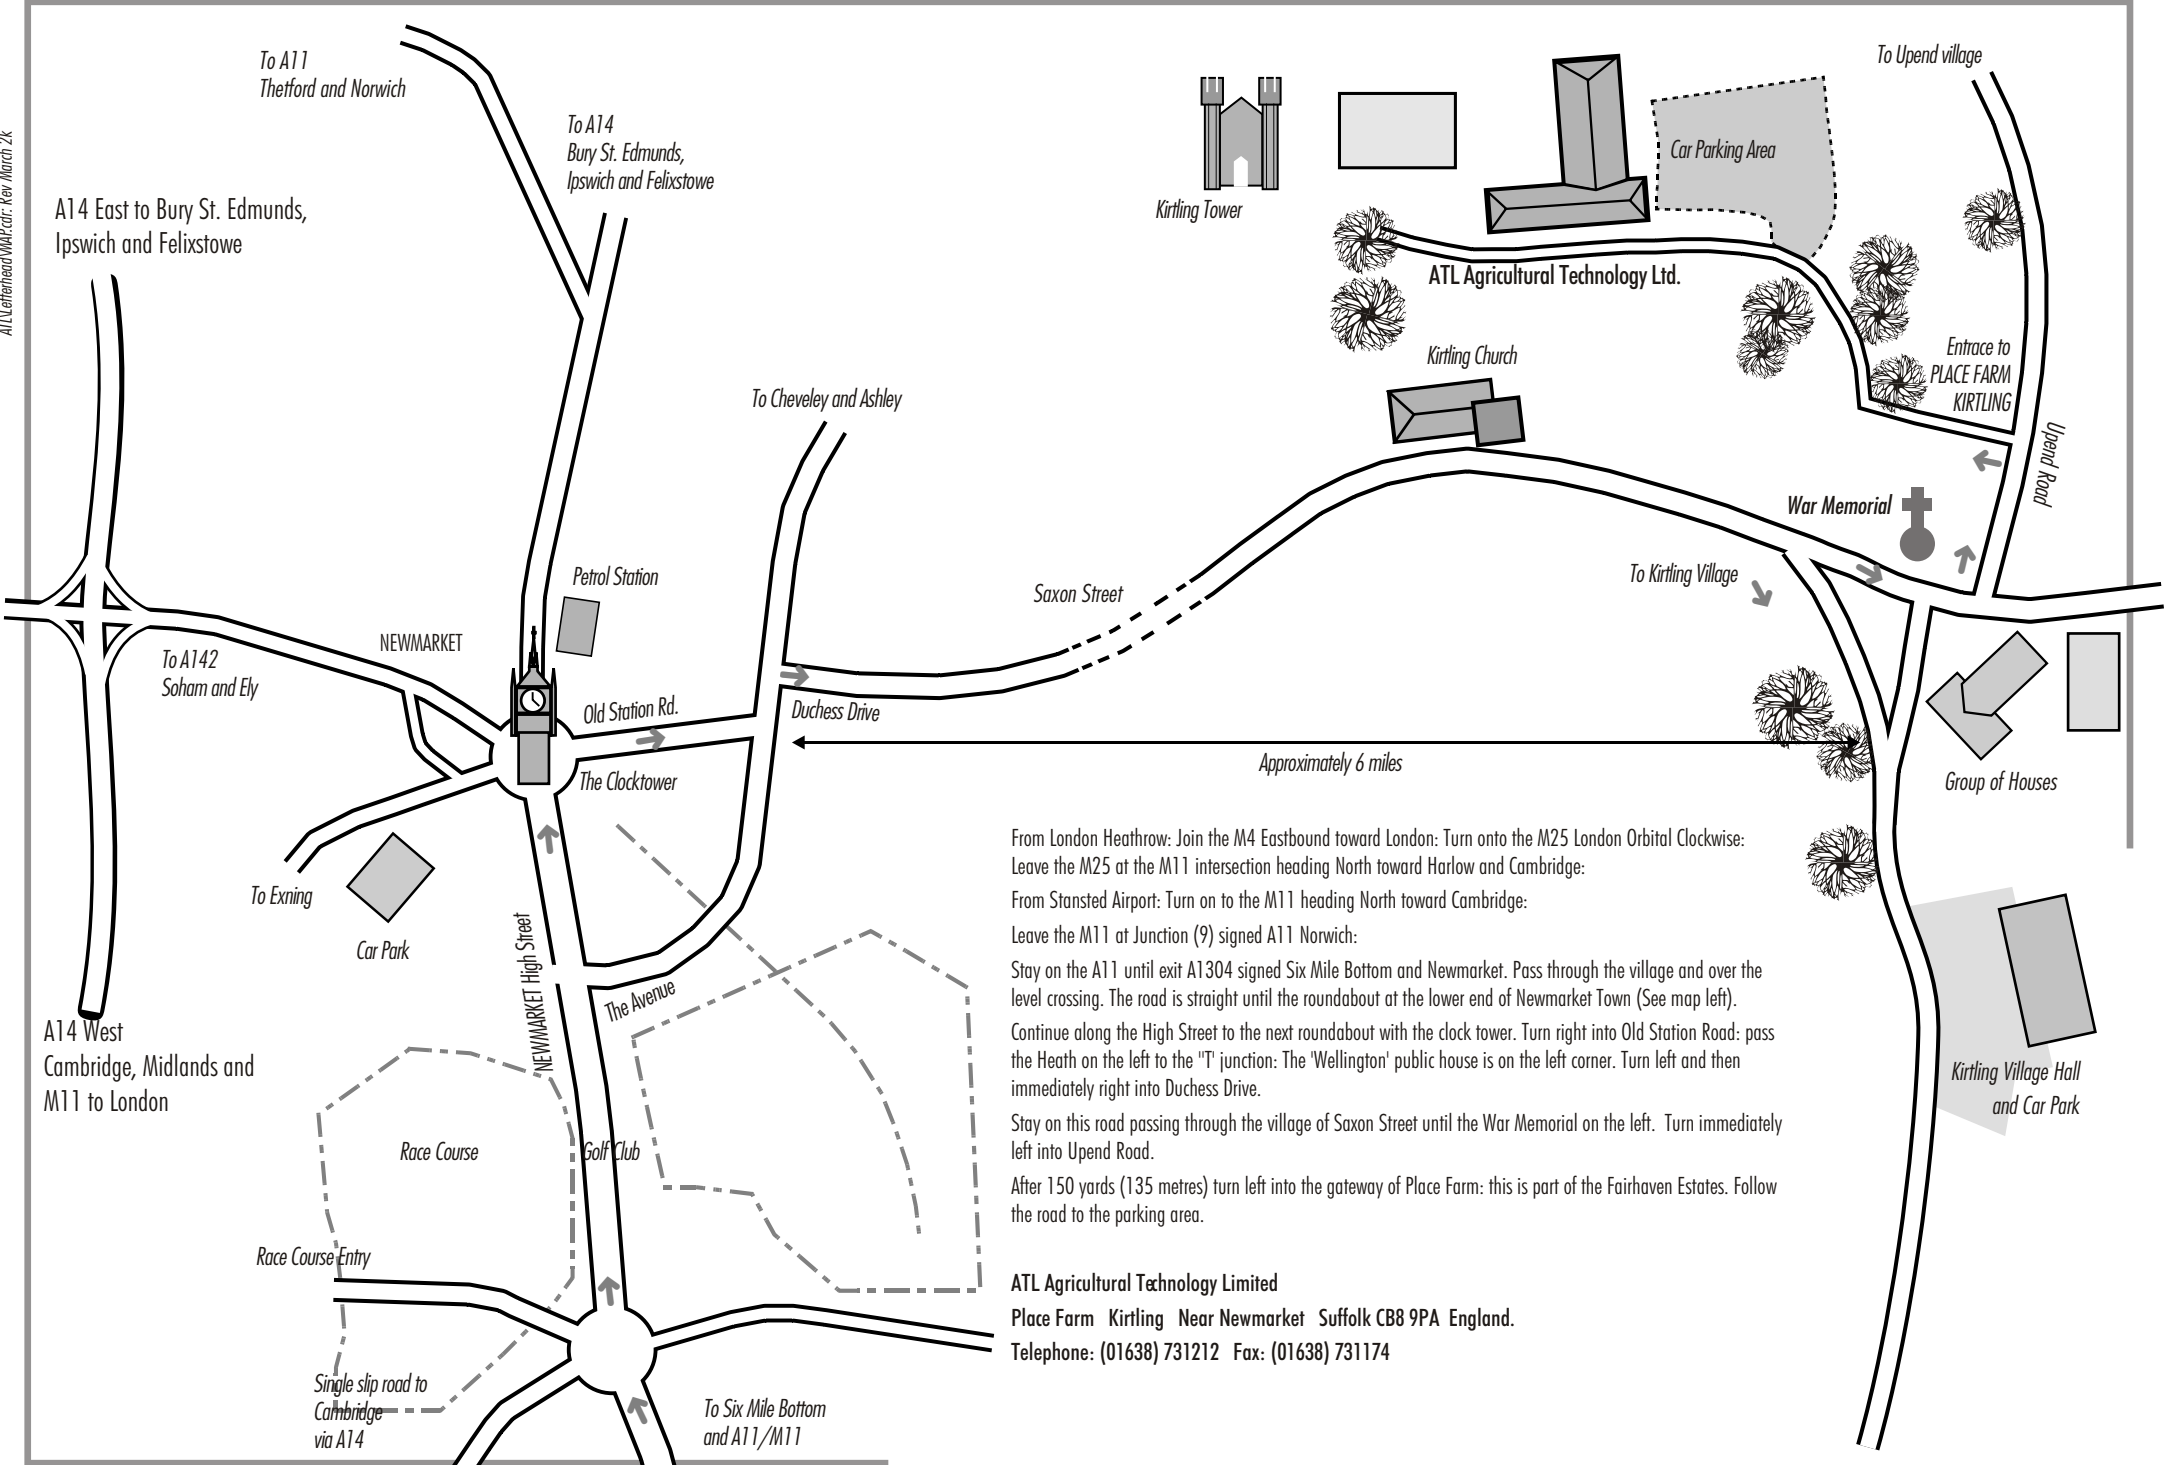 To A11
Thetford and Norwich
To A14
Bury St. Edmunds,
Ipswich and Felixstowe
To Upend village
Car Parking Area
Kirtling Tower
ATL\Letterhead\MAP.cdr: Rev March 2k
A14 East to Bury St. Edmunds,
Ipswich and Felixstowe
ATL Agricultural Technology Ltd.
Kirtling Church
Entrace to
PLACE FARM
KIRTLING
To Cheveley and Ashley
Upend Road
War Memorial
Petrol Station
To Kirtling Village
Saxon Street
NEWMARKET
To A142
Soham and Ely
Old Station Rd.
Duchess Drive
The Clocktower
Approximately 6 miles
Group of Houses
To Exning
Car Park
NEWMARKET High Street
The Avenue
A14 West
Cambridge, Midlands and
M11 to London
Race Course
Golf Club
Race Course Entry
Single slip road to
Cambridge
via A14
To Six Mile Bottom
and A11/M11
Kirtling Village Hall
and Car Park
From London Heathrow: Join the M4 Eastbound toward London: Turn onto the M25 London Orbital Clockwise:
Leave the M25 at the M11 intersection heading North toward Harlow and Cambridge:
From Stansted Airport: Turn on to the M11 heading North toward Cambridge:
Leave the M11 at Junction (9) signed A11 Norwich:
Stay on the A11 until exit A1304 signed Six Mile Bottom and Newmarket. Pass through the village and over the
level crossing. The road is straight until the roundabout at the lower end of Newmarket Town (See map left).
Continue along the High Street to the next roundabout with the clock tower. Turn right into Old Station Road: pass
the Heath on the left to the "T' junction: The 'Wellington' public house is on the left corner. Turn left and then
immediately right into Duchess Drive.
Stay on this road passing through the village of Saxon Street until the War Memorial on the left. Turn immediately
left into Upend Road.
After 150 yards (135 metres) turn left into the gateway of Place Farm: this is part of the Fairhaven Estates. Follow
the road to the parking area.
ATL Agricultural Technology Limited
Place Farm Kirtling Near Newmarket Suffolk CB8 9PA England.
Telephone: (01638) 731212 Fax: (01638) 731174